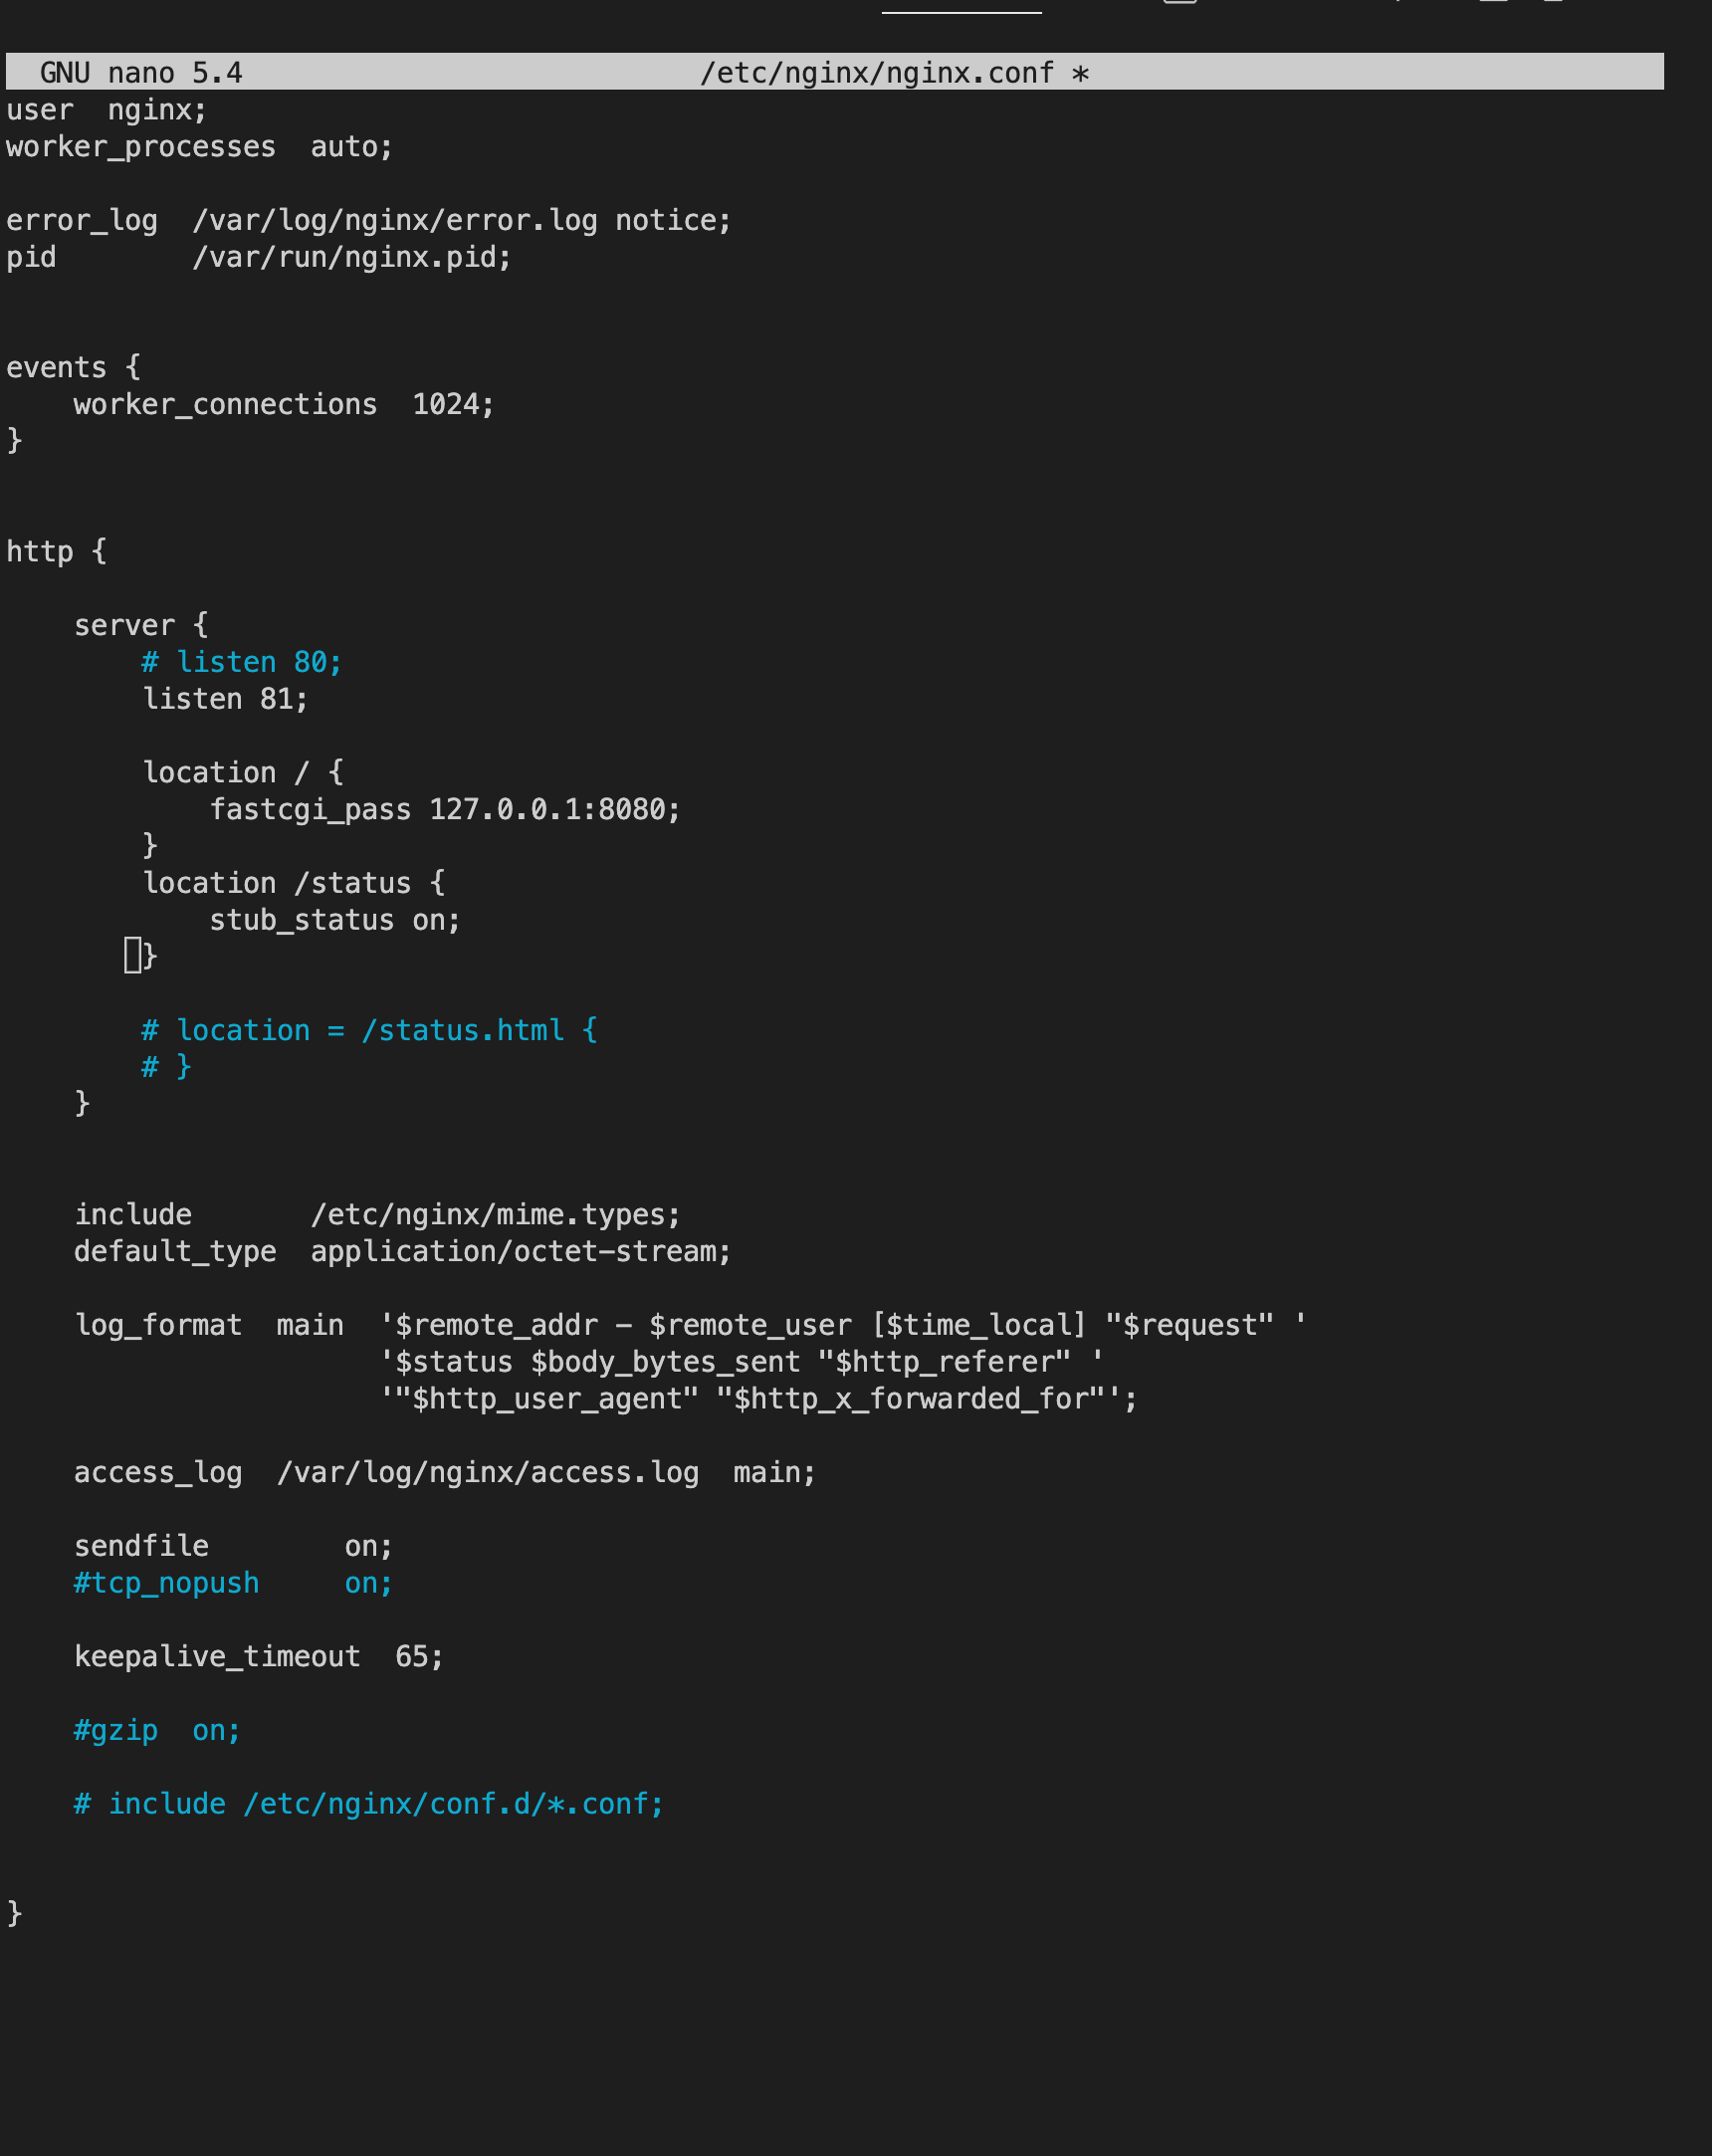 GNU nano 5.4 /etc/nginx/nginx.conf *
user  nginx;
worker_processes  auto;
error_log  /var/log/nginx/error.log notice;
pid        /var/run/nginx.pid;
events {
    worker_connections  1024;
}
http {
    server {
        # listen 80;
        listen 81;
        location / {
            fastcgi_pass 127.0.0.1:8080;
        }
        location /status {
            stub_status on;
        }
        # location = /status.html {
        # }
    }
    include       /etc/nginx/mime.types;
    default_type  application/octet-stream;
    log_format  main  '$remote_addr - $remote_user [$time_local] "$request" '
                      '$status $body_bytes_sent "$http_referer" '
                      '"$http_user_agent" "$http_x_forwarded_for"';
    access_log  /var/log/nginx/access.log  main;
    sendfile        on;
    #tcp_nopush     on;
    keepalive_timeout  65;
    #gzip  on;
    # include /etc/nginx/conf.d/*.conf;
}